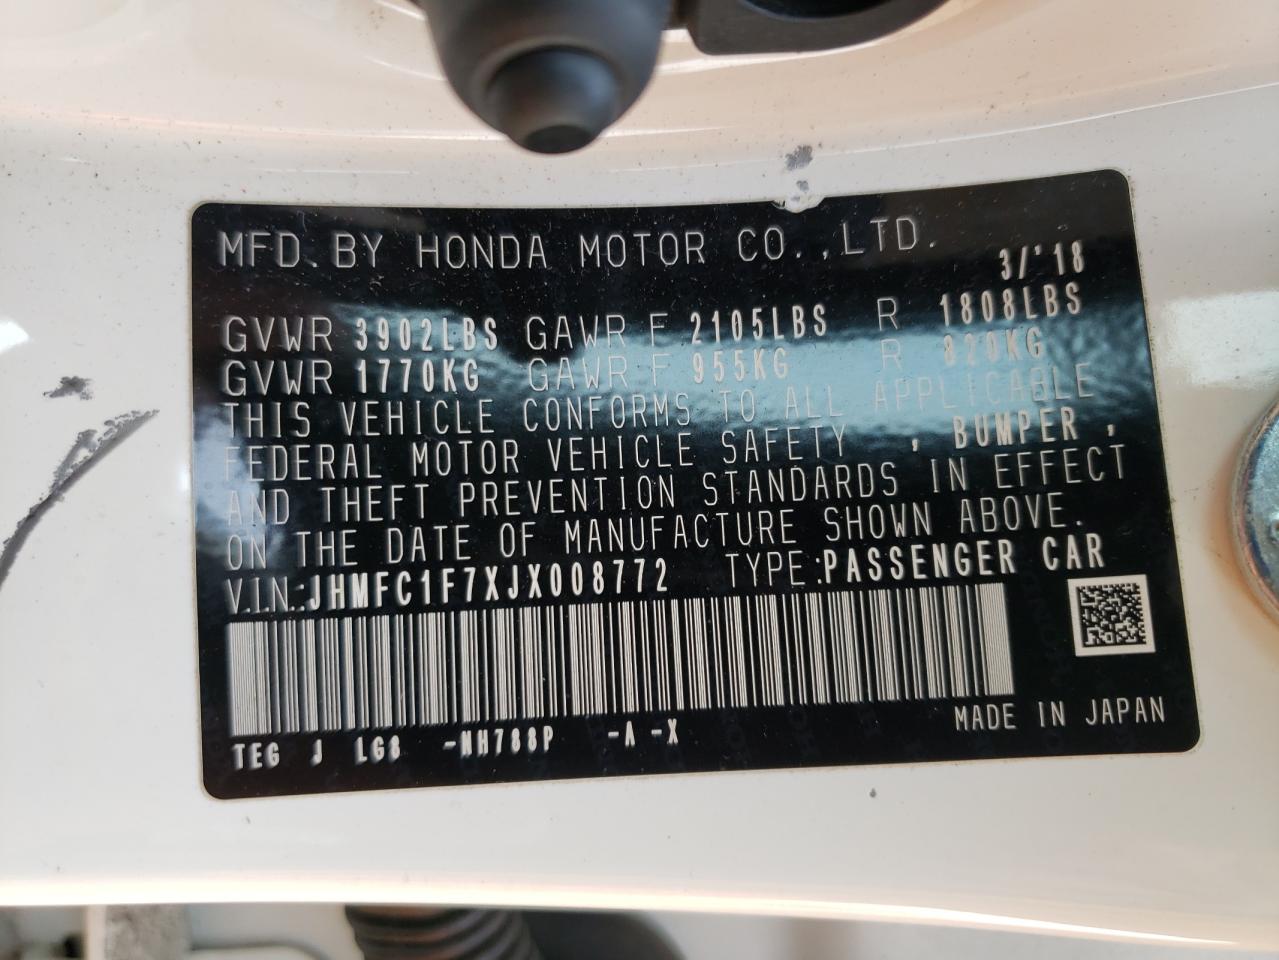 MFD. BY HONDA MOTOR CO., LTD.
3/'18
GVWR 3902LBS GAWR F 2105LBS R 1808LBS
GVWR 1770KG GAWR F 955KG R 820KG
THIS VEHICLE CONFORMS TO ALL APPLICABLE
FEDERAL MOTOR VEHICLE SAFETY , BUMPER ,
AND THEFT PREVENTION STANDARDS IN EFFECT
ON THE DATE OF MANUFACTURE SHOWN ABOVE.
V.I.N.:JHMFC1F7XJX008772 TYPE:PASSENGER CAR
MADE IN JAPAN
TEG J LG8 -NH788P -A -X